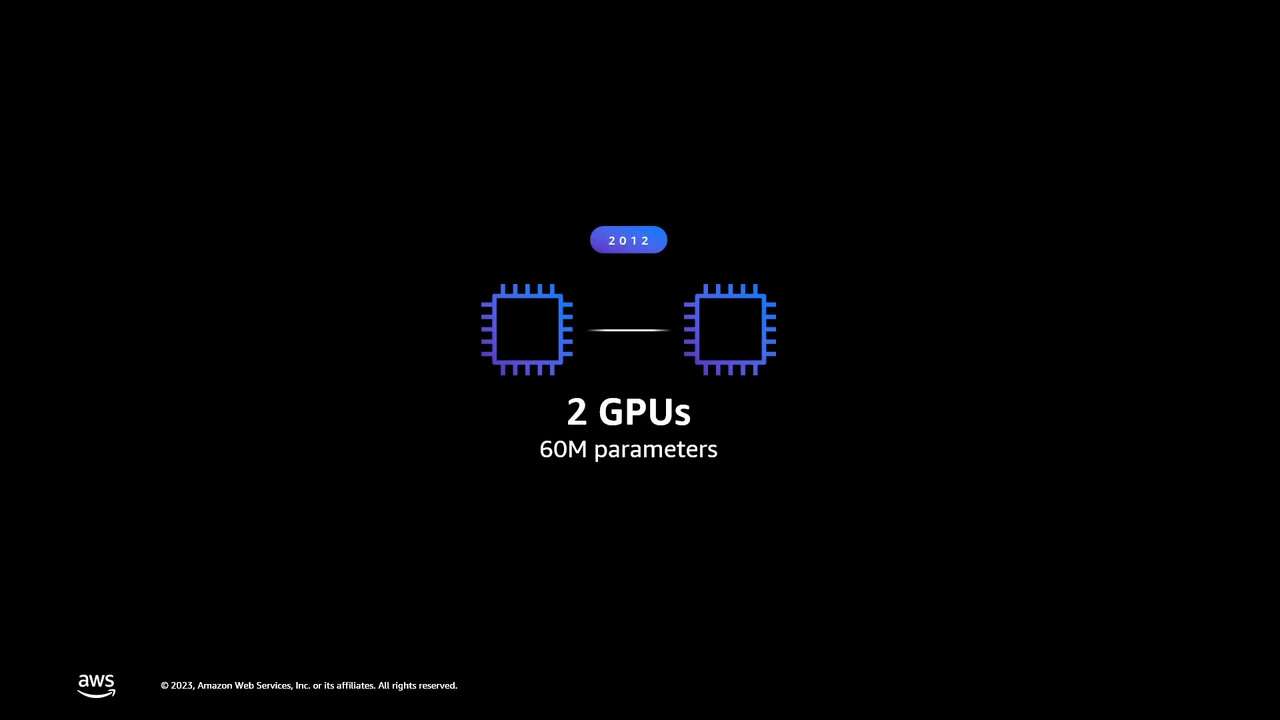 2012
2 GPUs
60M parameters
aws
© 2023, Amazon Web Services, Inc. or its affiliates. All rights reserved.